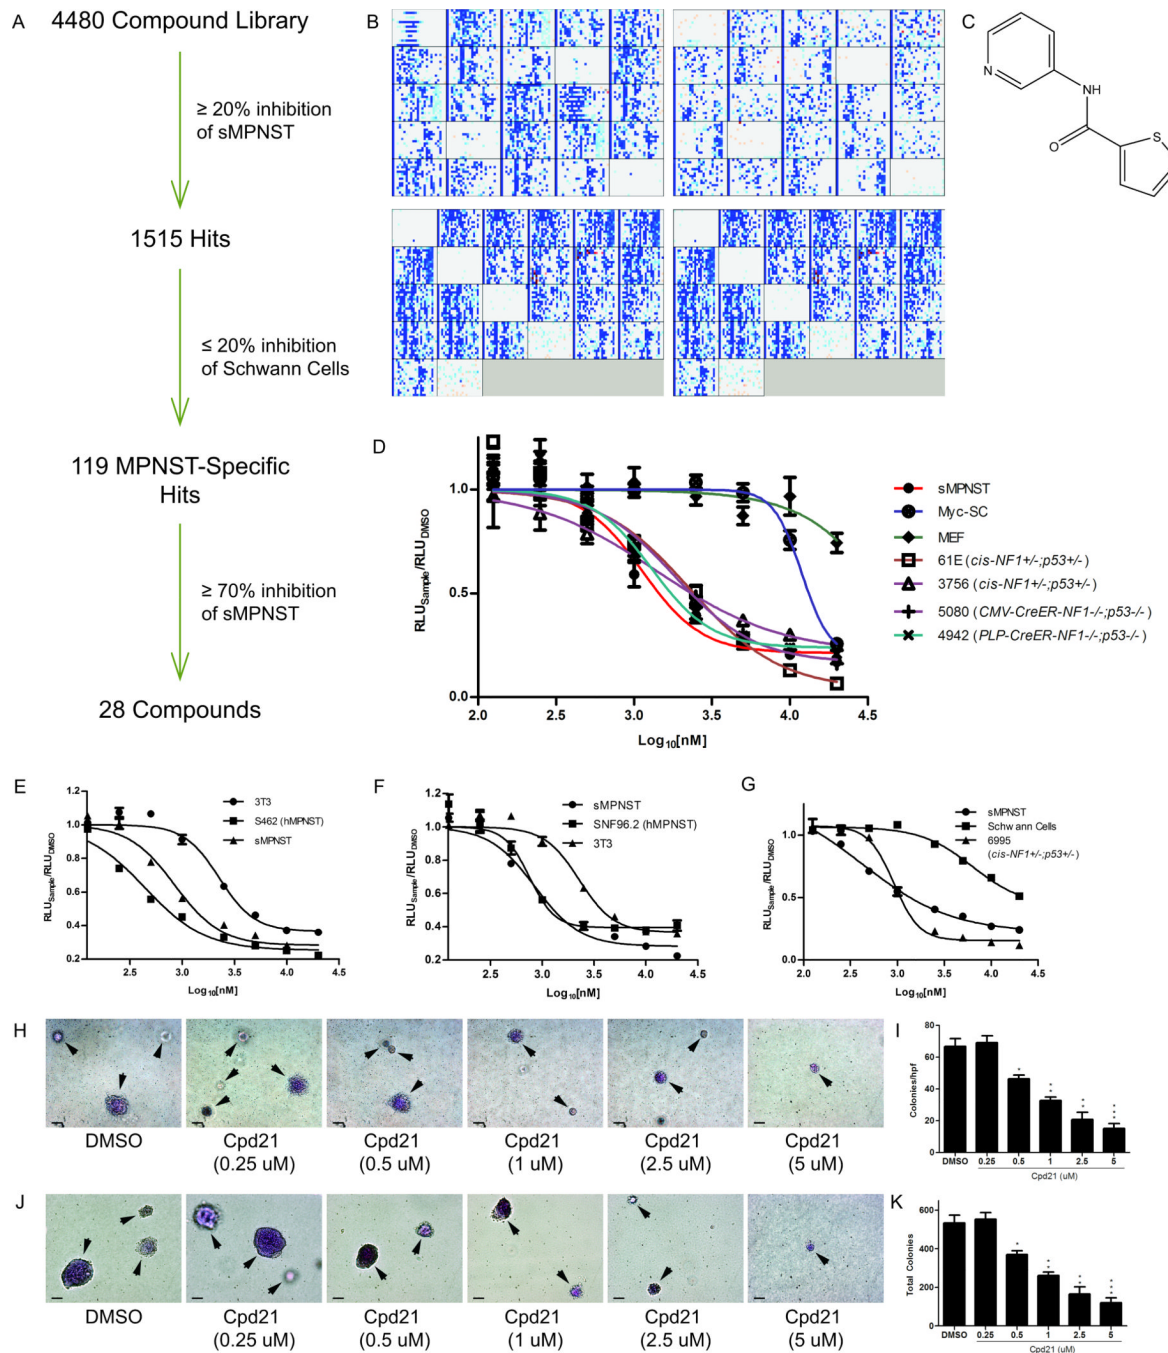 A
4480 Compound Library
≥ 20% inhibition
of sMPNST
1515 Hits
≤ 20% inhibition
of Schwann Cells
119 MPNST-Specific
Hits
≥ 70% inhibition
of sMPNST
28 Compounds
B
C
N
NH
O
S
D
RLUSample/RLUDMSO
1.0
0.5
0.0
2.0 2.5 3.0 3.5 4.0 4.5
Log10[nM]
sMPNST
Myc-SC
MEF
61E (cis-NF1+/-;p53+/-)
3756 (cis-NF1+/-;p53+/-)
5080 (CMV-CreER-NF1-/-;p53-/-)
4942 (PLP-CreER-NF1-/-;p53-/-)
E
RLUSample/RLUDMSO
1.2
1.0
0.8
0.6
0.4
0.2
2.5 3.0 3.5 4.0 4.5
Log10[nM]
3T3
S462 (hMPNST)
sMPNST
F
RLUSample/RLUDMSO
1.2
1.0
0.8
0.6
0.4
0.2
2.5 3.0 3.5 4.0 4.5
Log10[nM]
sMPNST
SNF96.2 (hMPNST)
3T3
G
RLUSample/RLUDMSO
1.0
0.5
1.0
2.0 2.5 3.0 3.5 4.0 4.5
Log10[nM]
sMPNST
Schwann Cells
6995
(cis-NF1+/-;p53+/-)
H
DMSO
Cpd21
(0.25 uM)
Cpd21
(0.5 uM)
Cpd21
(1 uM)
Cpd21
(2.5 uM)
Cpd21
(5 uM)
I
Colonies/hpf
80
60
40
20
0
DMSO 0.25 0.5 1 2.5 5
Cpd21 (uM)
J
DMSO
Cpd21
(0.25 uM)
Cpd21
(0.5 uM)
Cpd21
(1 uM)
Cpd21
(2.5 uM)
Cpd21
(5 uM)
K
Total Colonies
600
400
200
0
DMSO 0.25 0.5 1 2.5 5
Cpd21 (uM)